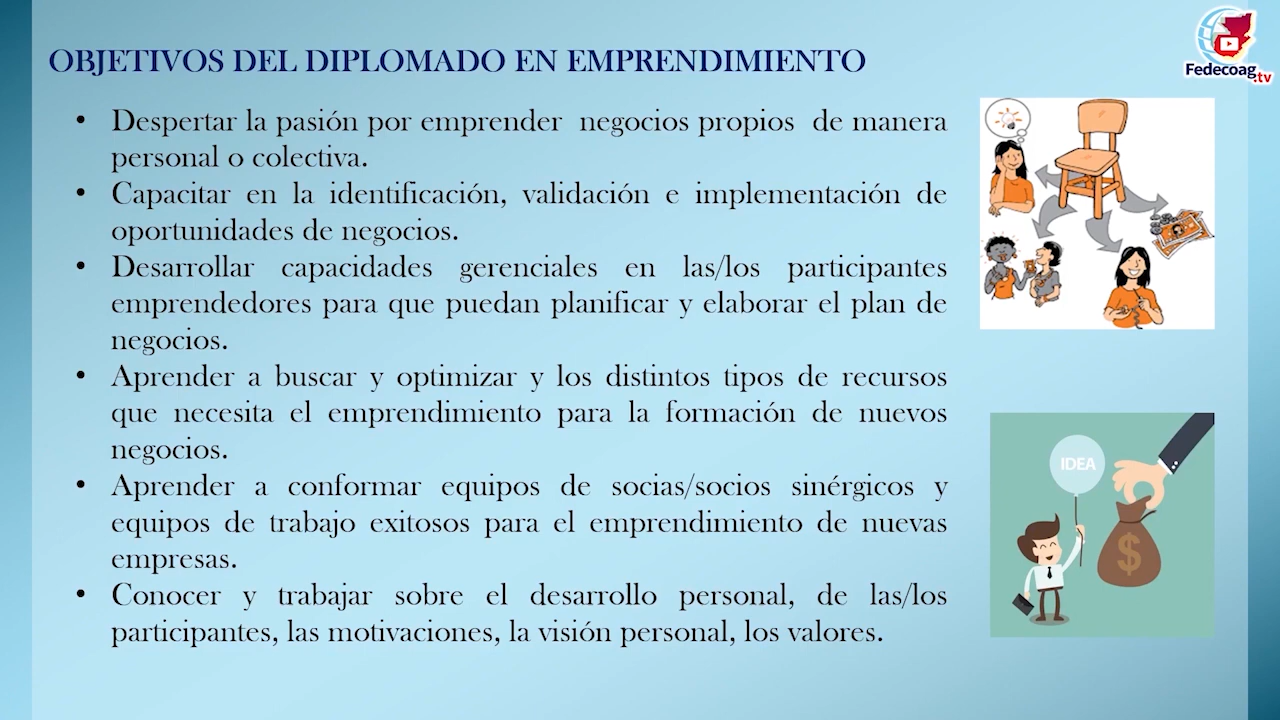 OBJETIVOS DEL DIPLOMADO EN EMPRENDIMIENTO
Fedecoag.tv
• Despertar la pasión por emprender negocios propios de manera
personal o colectiva.
• Capacitar en la identificación, validación e implementación de
oportunidades de negocios.
• Desarrollar capacidades gerenciales en las/los participantes
emprendedores para que puedan planificar y elaborar el plan de
negocios.
• Aprender a buscar y optimizar y los distintos tipos de recursos
que necesita el emprendimiento para la formación de nuevos
negocios.
• Aprender a conformar equipos de socias/socios sinérgicos y
equipos de trabajo exitosos para el emprendimiento de nuevas
empresas.
• Conocer y trabajar sobre el desarrollo personal, de las/los
participantes, las motivaciones, la visión personal, los valores.
IDEA
$